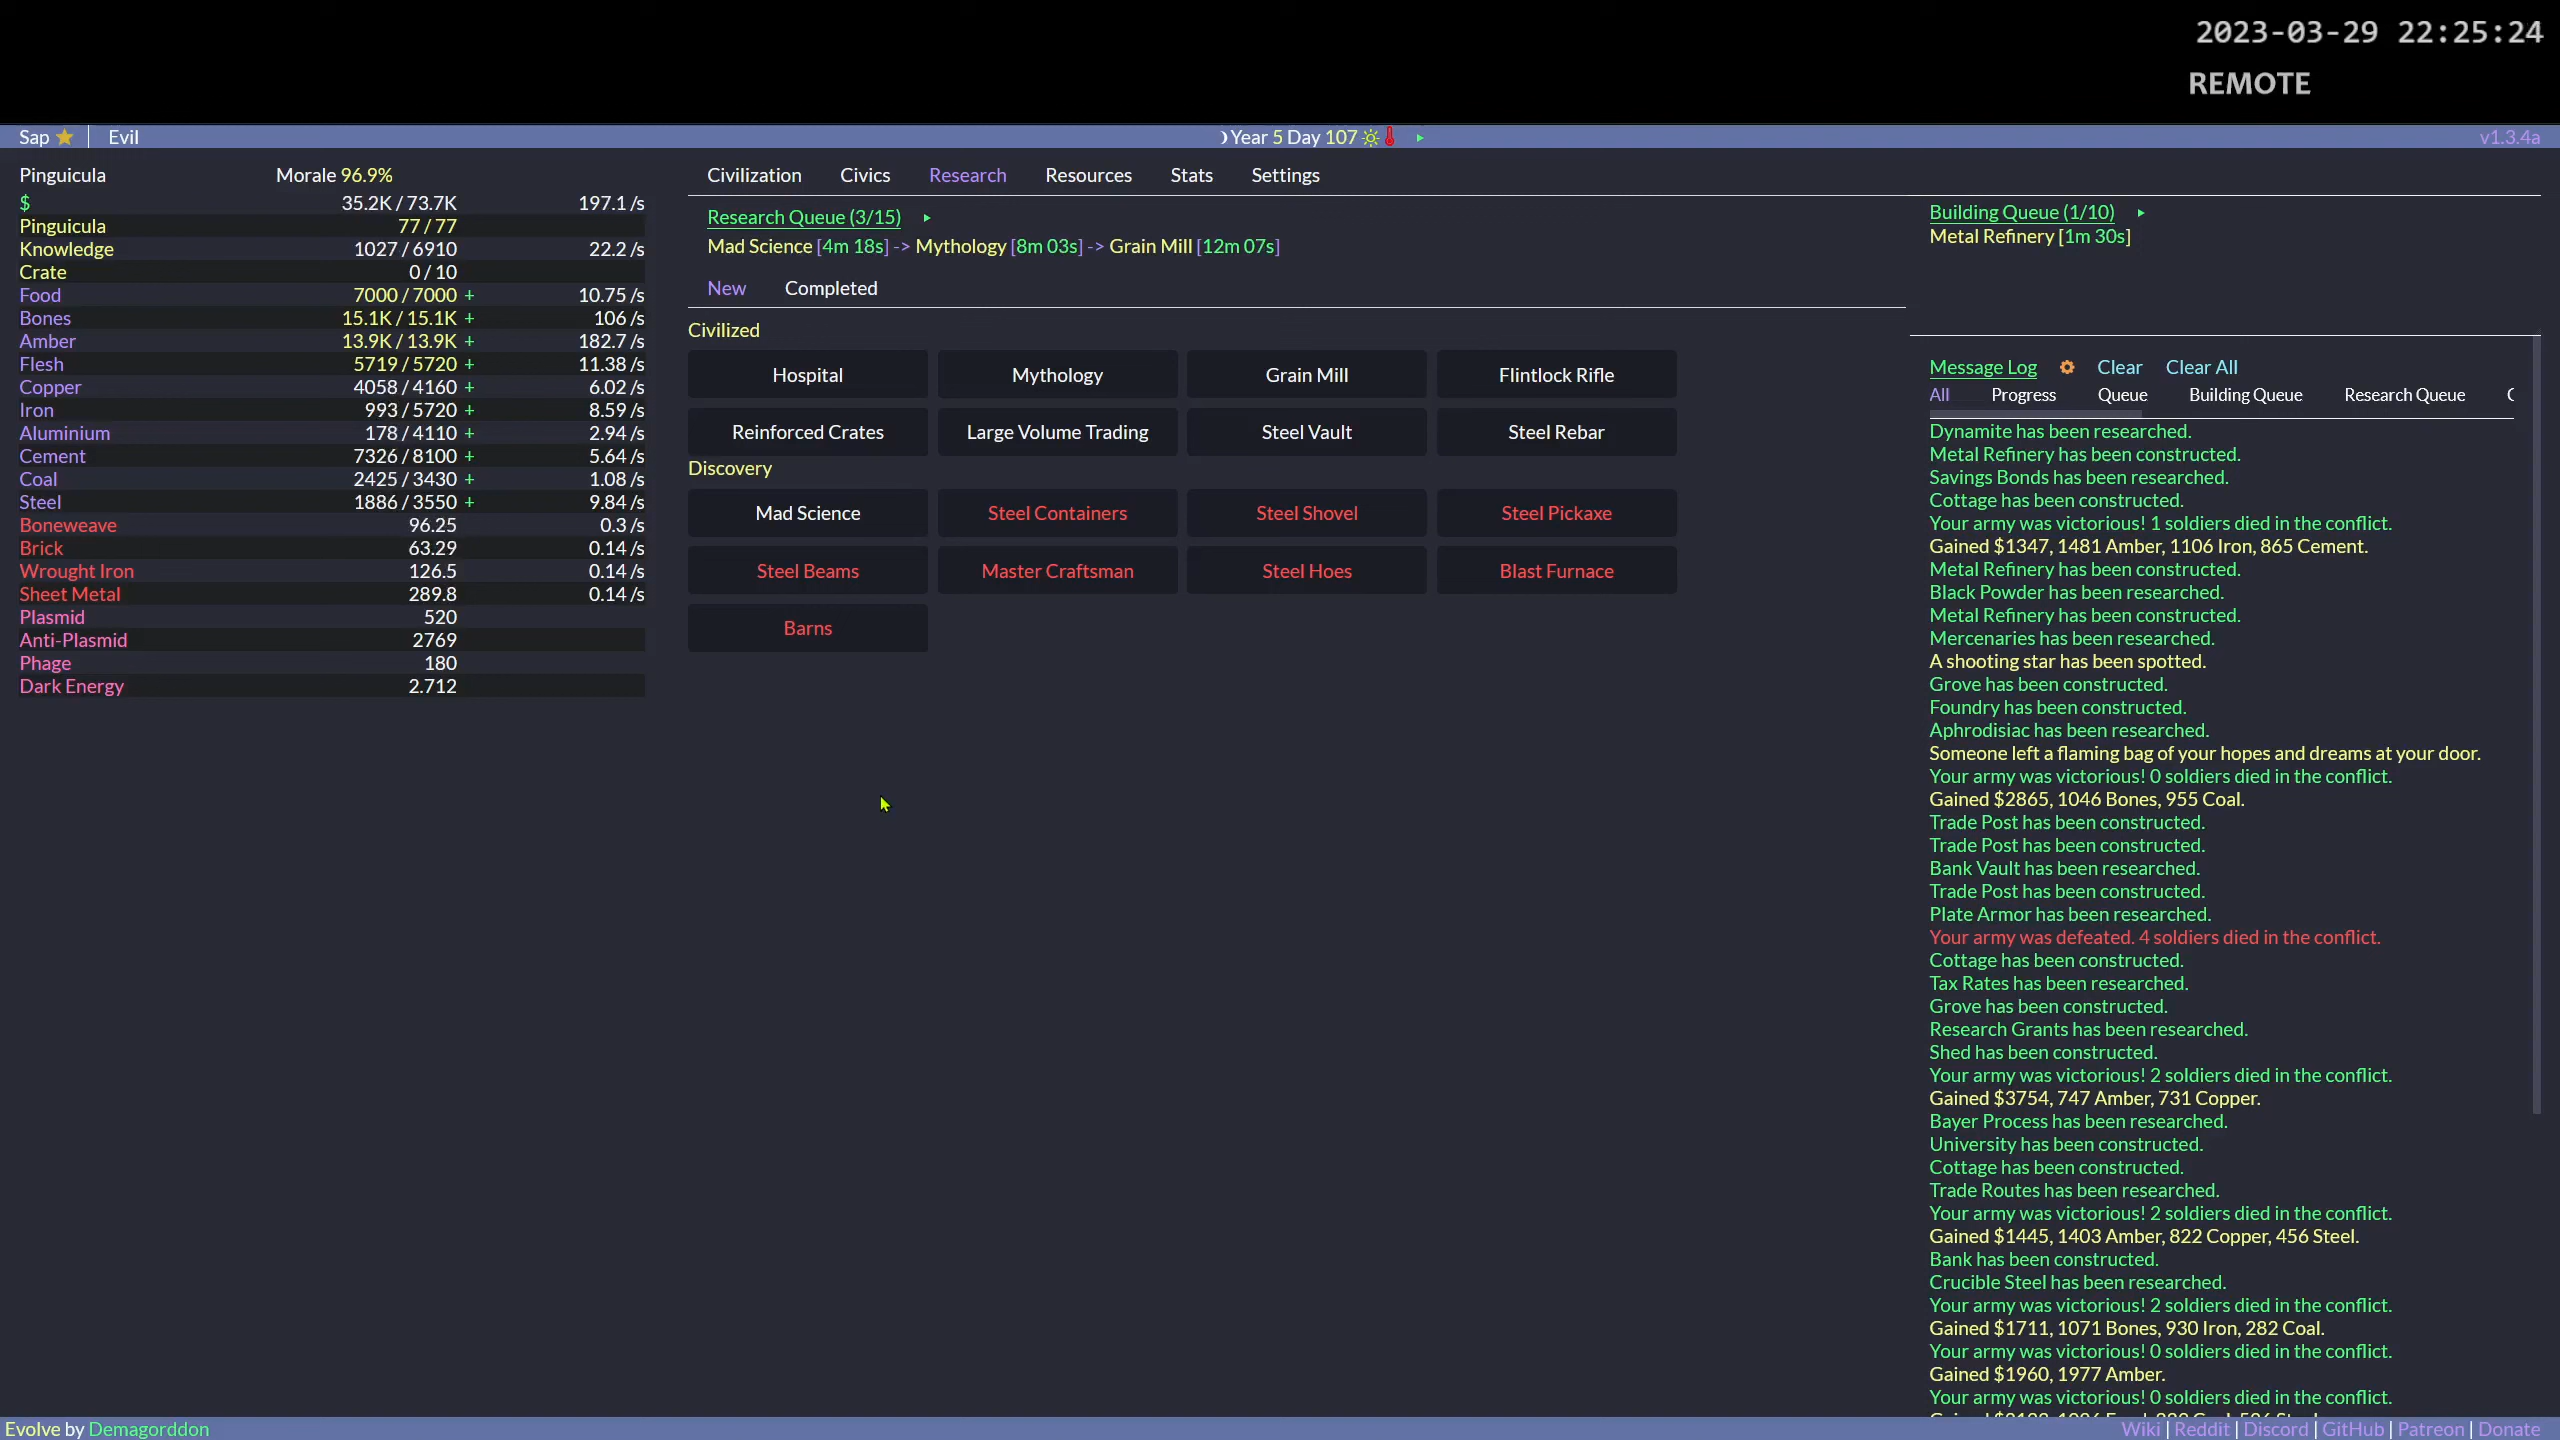 2023-03-29 22:25:24
REMOTE
Sap | Evil
Year 5 Day 107
v1.3.4a
Pinguicula Morale 96.9%
$ 35.2K / 73.7K 197.1 /s
Pinguicula 77 / 77
Knowledge 1027 / 6910 22.2 /s
Crate 0 / 10
Food 7000 / 7000 + 10.75 /s
Bones 15.1K / 15.1K + 106 /s
Amber 13.9K / 13.9K + 182.7 /s
Flesh 5719 / 5720 + 11.38 /s
Copper 4058 / 4160 + 6.02 /s
Iron 993 / 5720 + 8.59 /s
Aluminium 178 / 4110 + 2.94 /s
Cement 7326 / 8100 + 5.64 /s
Coal 2425 / 3430 + 1.08 /s
Steel 1886 / 3550 + 9.84 /s
Boneweave 96.25 0.3 /s
Brick 63.29 0.14 /s
Wrought Iron 126.5 0.14 /s
Sheet Metal 289.8 0.14 /s
Plasmid 520
Anti-Plasmid 2769
Phage 180
Dark Energy 2.712
Civilization Civics Research Resources Stats Settings
Research Queue (3/15)
Mad Science [4m 18s] -> Mythology [8m 03s] -> Grain Mill [12m 07s]
New Completed
Civilized
Hospital Mythology Grain Mill Flintlock Rifle
Reinforced Crates Large Volume Trading Steel Vault Steel Rebar
Discovery
Mad Science Steel Containers Steel Shovel Steel Pickaxe
Steel Beams Master Craftsman Steel Hoes Blast Furnace
Barns
Building Queue (1/10)
Metal Refinery [1m 30s]
Message Log Clear Clear All
All Progress Queue Building Queue Research Queue
Dynamite has been researched.
Metal Refinery has been constructed.
Savings Bonds has been researched.
Cottage has been constructed.
Your army was victorious! 1 soldiers died in the conflict.
Gained $1347, 1481 Amber, 1106 Iron, 865 Cement.
Metal Refinery has been constructed.
Black Powder has been researched.
Metal Refinery has been constructed.
Mercenaries has been researched.
A shooting star has been spotted.
Grove has been constructed.
Foundry has been constructed.
Aphrodisiac has been researched.
Someone left a flaming bag of your hopes and dreams at your door.
Your army was victorious! 0 soldiers died in the conflict.
Gained $2865, 1046 Bones, 955 Coal.
Trade Post has been constructed.
Trade Post has been constructed.
Bank Vault has been researched.
Trade Post has been constructed.
Plate Armor has been researched.
Your army was defeated. 4 soldiers died in the conflict.
Cottage has been constructed.
Tax Rates has been researched.
Grove has been constructed.
Research Grants has been researched.
Shed has been constructed.
Your army was victorious! 2 soldiers died in the conflict.
Gained $3754, 747 Amber, 731 Copper.
Bayer Process has been researched.
University has been constructed.
Cottage has been constructed.
Trade Routes has been researched.
Your army was victorious! 2 soldiers died in the conflict.
Gained $1445, 1403 Amber, 822 Copper, 456 Steel.
Bank has been constructed.
Crucible Steel has been researched.
Your army was victorious! 2 soldiers died in the conflict.
Gained $1711, 1071 Bones, 930 Iron, 282 Coal.
Your army was victorious! 0 soldiers died in the conflict.
Gained $1960, 1977 Amber.
Your army was victorious! 0 soldiers died in the conflict.
Evolve by Demagorddon
Wiki | Reddit | Discord | GitHub | Patreon | Donate